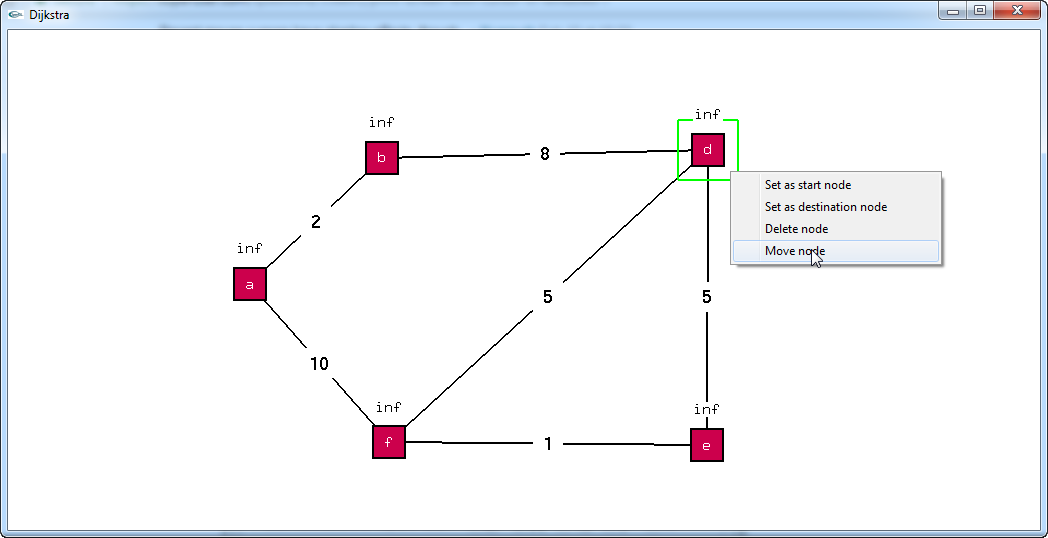 Dijkstra
inf
b
8
inf
d
Set as start node
Set as destination node
Delete node
Move node
2
inf
a
5
5
10
inf
f
1
inf
e